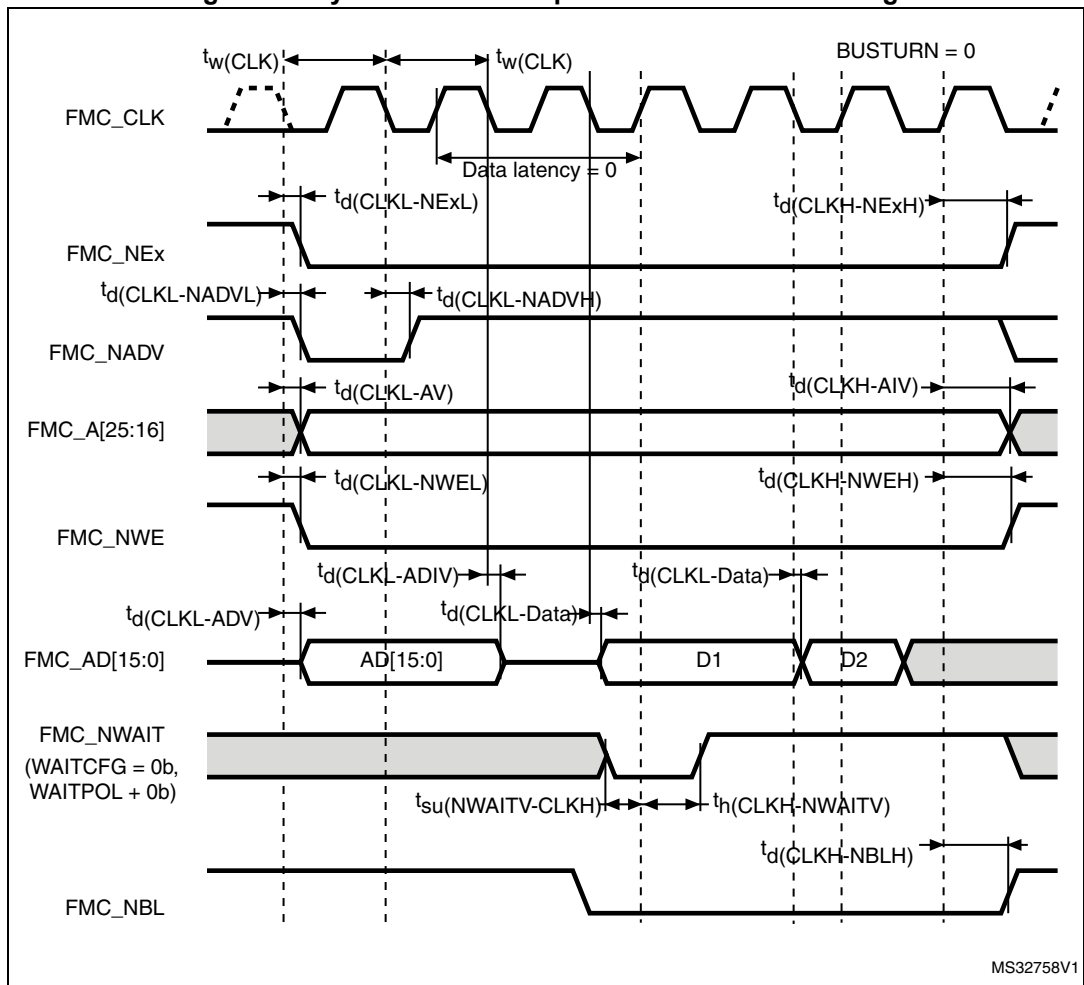 tw(CLK)
tw(CLK)
BUSTURN = 0
FMC_CLK
Data latency = 0
td(CLKL-NExL)
td(CLKH-NExH)
FMC_NEx
td(CLKL-NADVL)
td(CLKL-NADVH)
FMC_NADV
td(CLKL-AV)
td(CLKH-AIV)
FMC_A[25:16]
td(CLKL-NWEL)
td(CLKH-NWEH)
FMC_NWE
td(CLKL-ADIV)
td(CLKL-Data)
td(CLKL-ADV)
td(CLKL-Data)
FMC_AD[15:0]
AD[15:0]
D1
D2
FMC_NWAIT
(WAITCFG = 0b,
WAITPOL + 0b)
tsu(NWAITV-CLKH)
th(CLKH-NWAITV)
td(CLKH-NBLH)
FMC_NBL
MS32758V1